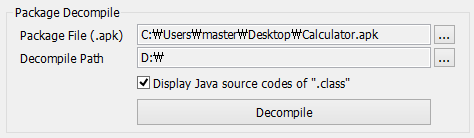 Package Decompile
Package File (.apk) C:₩Users₩master₩Desktop₩Calculator.apk ...
Decompile Path D:₩ ...
Display Java source codes of ".class"
Decompile